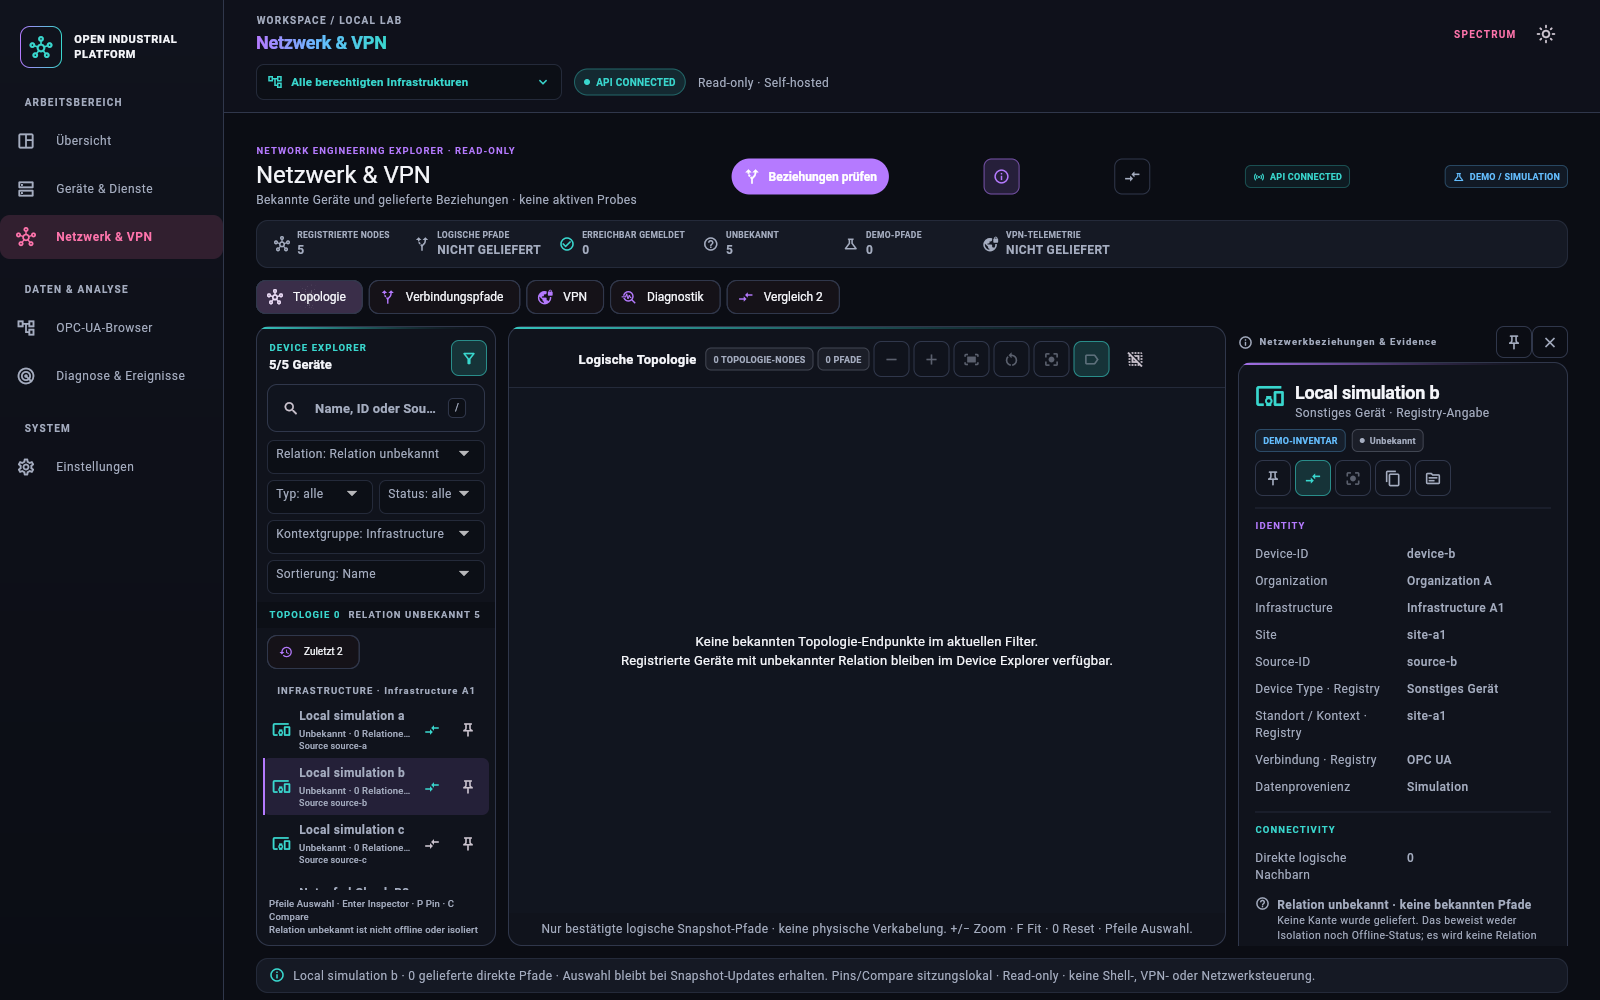 OPEN INDUSTRIAL
PLATFORM
ARBEITSBEREICH
Übersicht
Geräte & Dienste
Netzwerk & VPN
DATEN & ANALYSE
OPC-UA-Browser
Diagnose & Ereignisse
SYSTEM
Einstellungen
WORKSPACE / LOCAL LAB
Netzwerk & VPN
SPECTRUM
Alle berechtigten Infrastrukturen
API CONNECTED
Read-only · Self-hosted
NETWORK ENGINEERING EXPLORER · READ-ONLY
Netzwerk & VPN
Bekannte Geräte und gelieferte Beziehungen · keine aktiven Probes
Beziehungen prüfen
API CONNECTED
DEMO / SIMULATION
REGISTRIERTE NODES
5
LOGISCHE PFADE
NICHT GELIEFERT
ERREICHBAR GEMELDET
0
UNBEKANNT
5
DEMO-PFADE
0
VPN-TELEMETRIE
NICHT GELIEFERT
Topologie
Verbindungspfade
VPN
Diagnostik
Vergleich 2
DEVICE EXPLORER
5/5 Geräte
Name, ID oder Sou...
/
Relation: Relation unbekannt
Typ: alle
Status: alle
Kontextgruppe: Infrastructure
Sortierung: Name
TOPOLOGIE 0 RELATION UNBEKANNT 5
Zuletzt 2
INFRASTRUCTURE · Infrastructure A1
Local simulation a
Unbekannt · 0 Relatione...
Source source-a
Local simulation b
Unbekannt · 0 Relatione...
Source source-b
Local simulation c
Unbekannt · 0 Relatione...
Source source-c
Pfeile Auswahl · Enter Inspector · P Pin · C
Compare
Relation unbekannt ist nicht offline oder isoliert
Logische Topologie
0 TOPOLOGIE-NODES
0 PFADE
Keine bekannten Topologie-Endpunkte im aktuellen Filter.
Registrierte Geräte mit unbekannter Relation bleiben im Device Explorer verfügbar.
Nur bestätigte logische Snapshot-Pfade · keine physische Verkabelung. +/− Zoom · F Fit · 0 Reset · Pfeile Auswahl.
Netzwerkbeziehungen & Evidence
Local simulation b
Sonstiges Gerät · Registry-Angabe
DEMO-INVENTAR
Unbekannt
IDENTITY
Device-ID device-b
Organization Organization A
Infrastructure Infrastructure A1
Site site-a1
Source-ID source-b
Device Type · Registry Sonstiges Gerät
Standort / Kontext · site-a1
Registry
Verbindung · Registry OPC UA
Datenprovenienz Simulation
CONNECTIVITY
Direkte logische 0
Nachbarn
Relation unbekannt · keine bekannten Pfade
Keine Kante wurde geliefert. Das beweist weder
Isolation noch Offline-Status; es wird keine Relation
Local simulation b · 0 gelieferte direkte Pfade · Auswahl bleibt bei Snapshot-Updates erhalten. Pins/Compare sitzungslokal · Read-only · keine Shell-, VPN- oder Netzwerksteuerung.